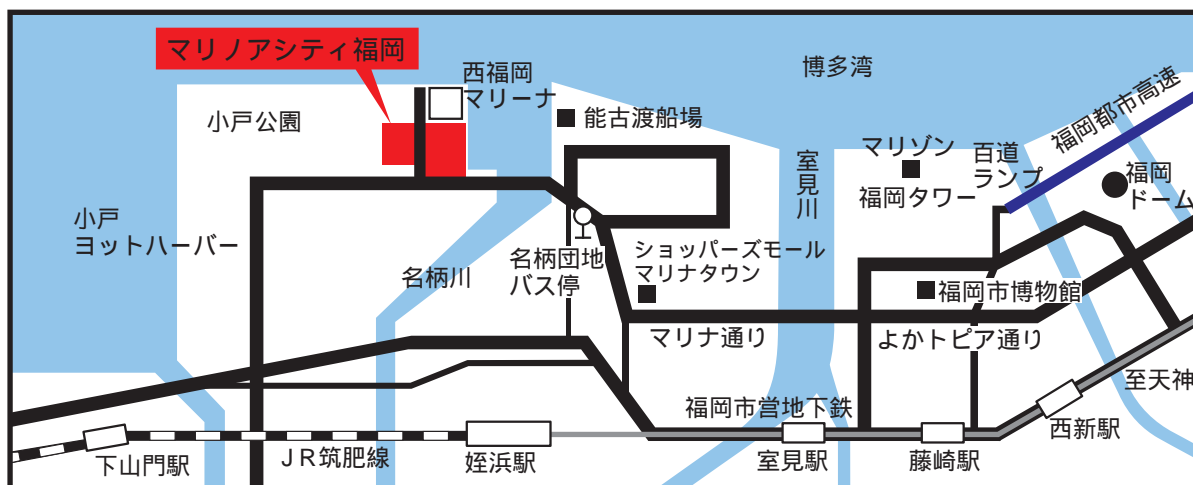 マリノアシティ福岡
西福岡
マリーナ
博多湾
小戸公園
能古渡船場
福岡都市高速
室見川
マリゾン
百道
ランプ
福岡タワー
福岡
ドーム
小戸
ヨットハーバー
名柄川
名柄団地
バス停
ショッパーズモール
マリナタウン
福岡市博物館
マリナ通り
よかトピア通り
至天神
福岡市営地下鉄
西新駅
下山門駅
JR筑肥線
姪浜駅
室見駅
藤崎駅